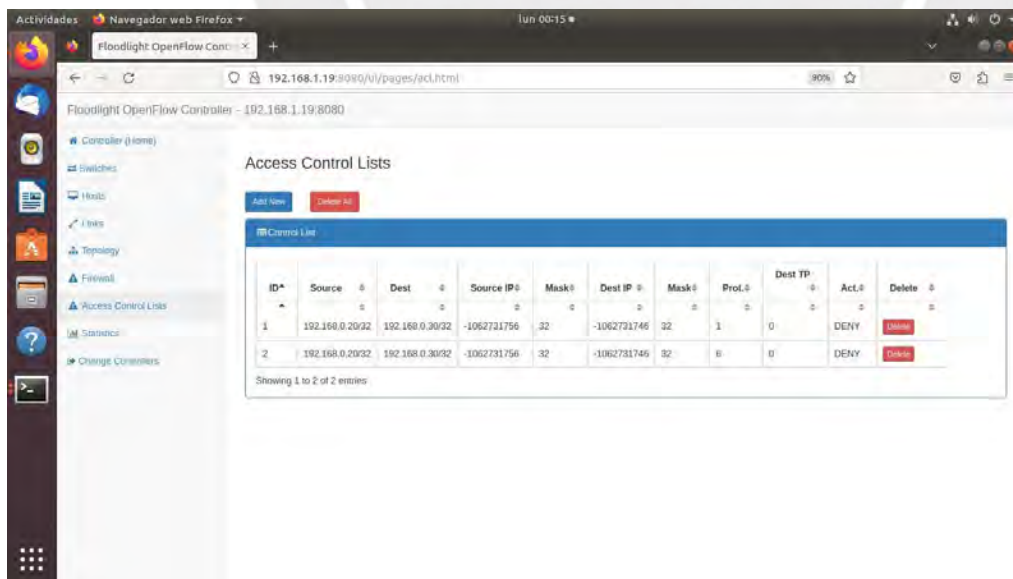 Actividades Navegador web Firefox lun 00:15
Floodlight OpenFlow Cont
192.168.1.19:8080/ui/pages/acl.html 90%
Floodlight OpenFlow Controller - 192.168.1.19:8080
Controller (Home)
Switches
Hosts
Links
Topology
Firewall
Access Control Lists
Statistics
Change Controllers
Access Control Lists
Add New Delete All
Control List
ID Source Dest Source IP Mask Dest IP Mask Prot. Dest TP Act. Delete
1 192.168.0.20/32 192.168.0.30/32 -1062731756 32 -1062731746 32 1 0 DENY Delete
2 192.168.0.20/32 192.168.0.30/32 -1062731756 32 -1062731746 32 6 0 DENY Delete
Showing 1 to 2 of 2 entries